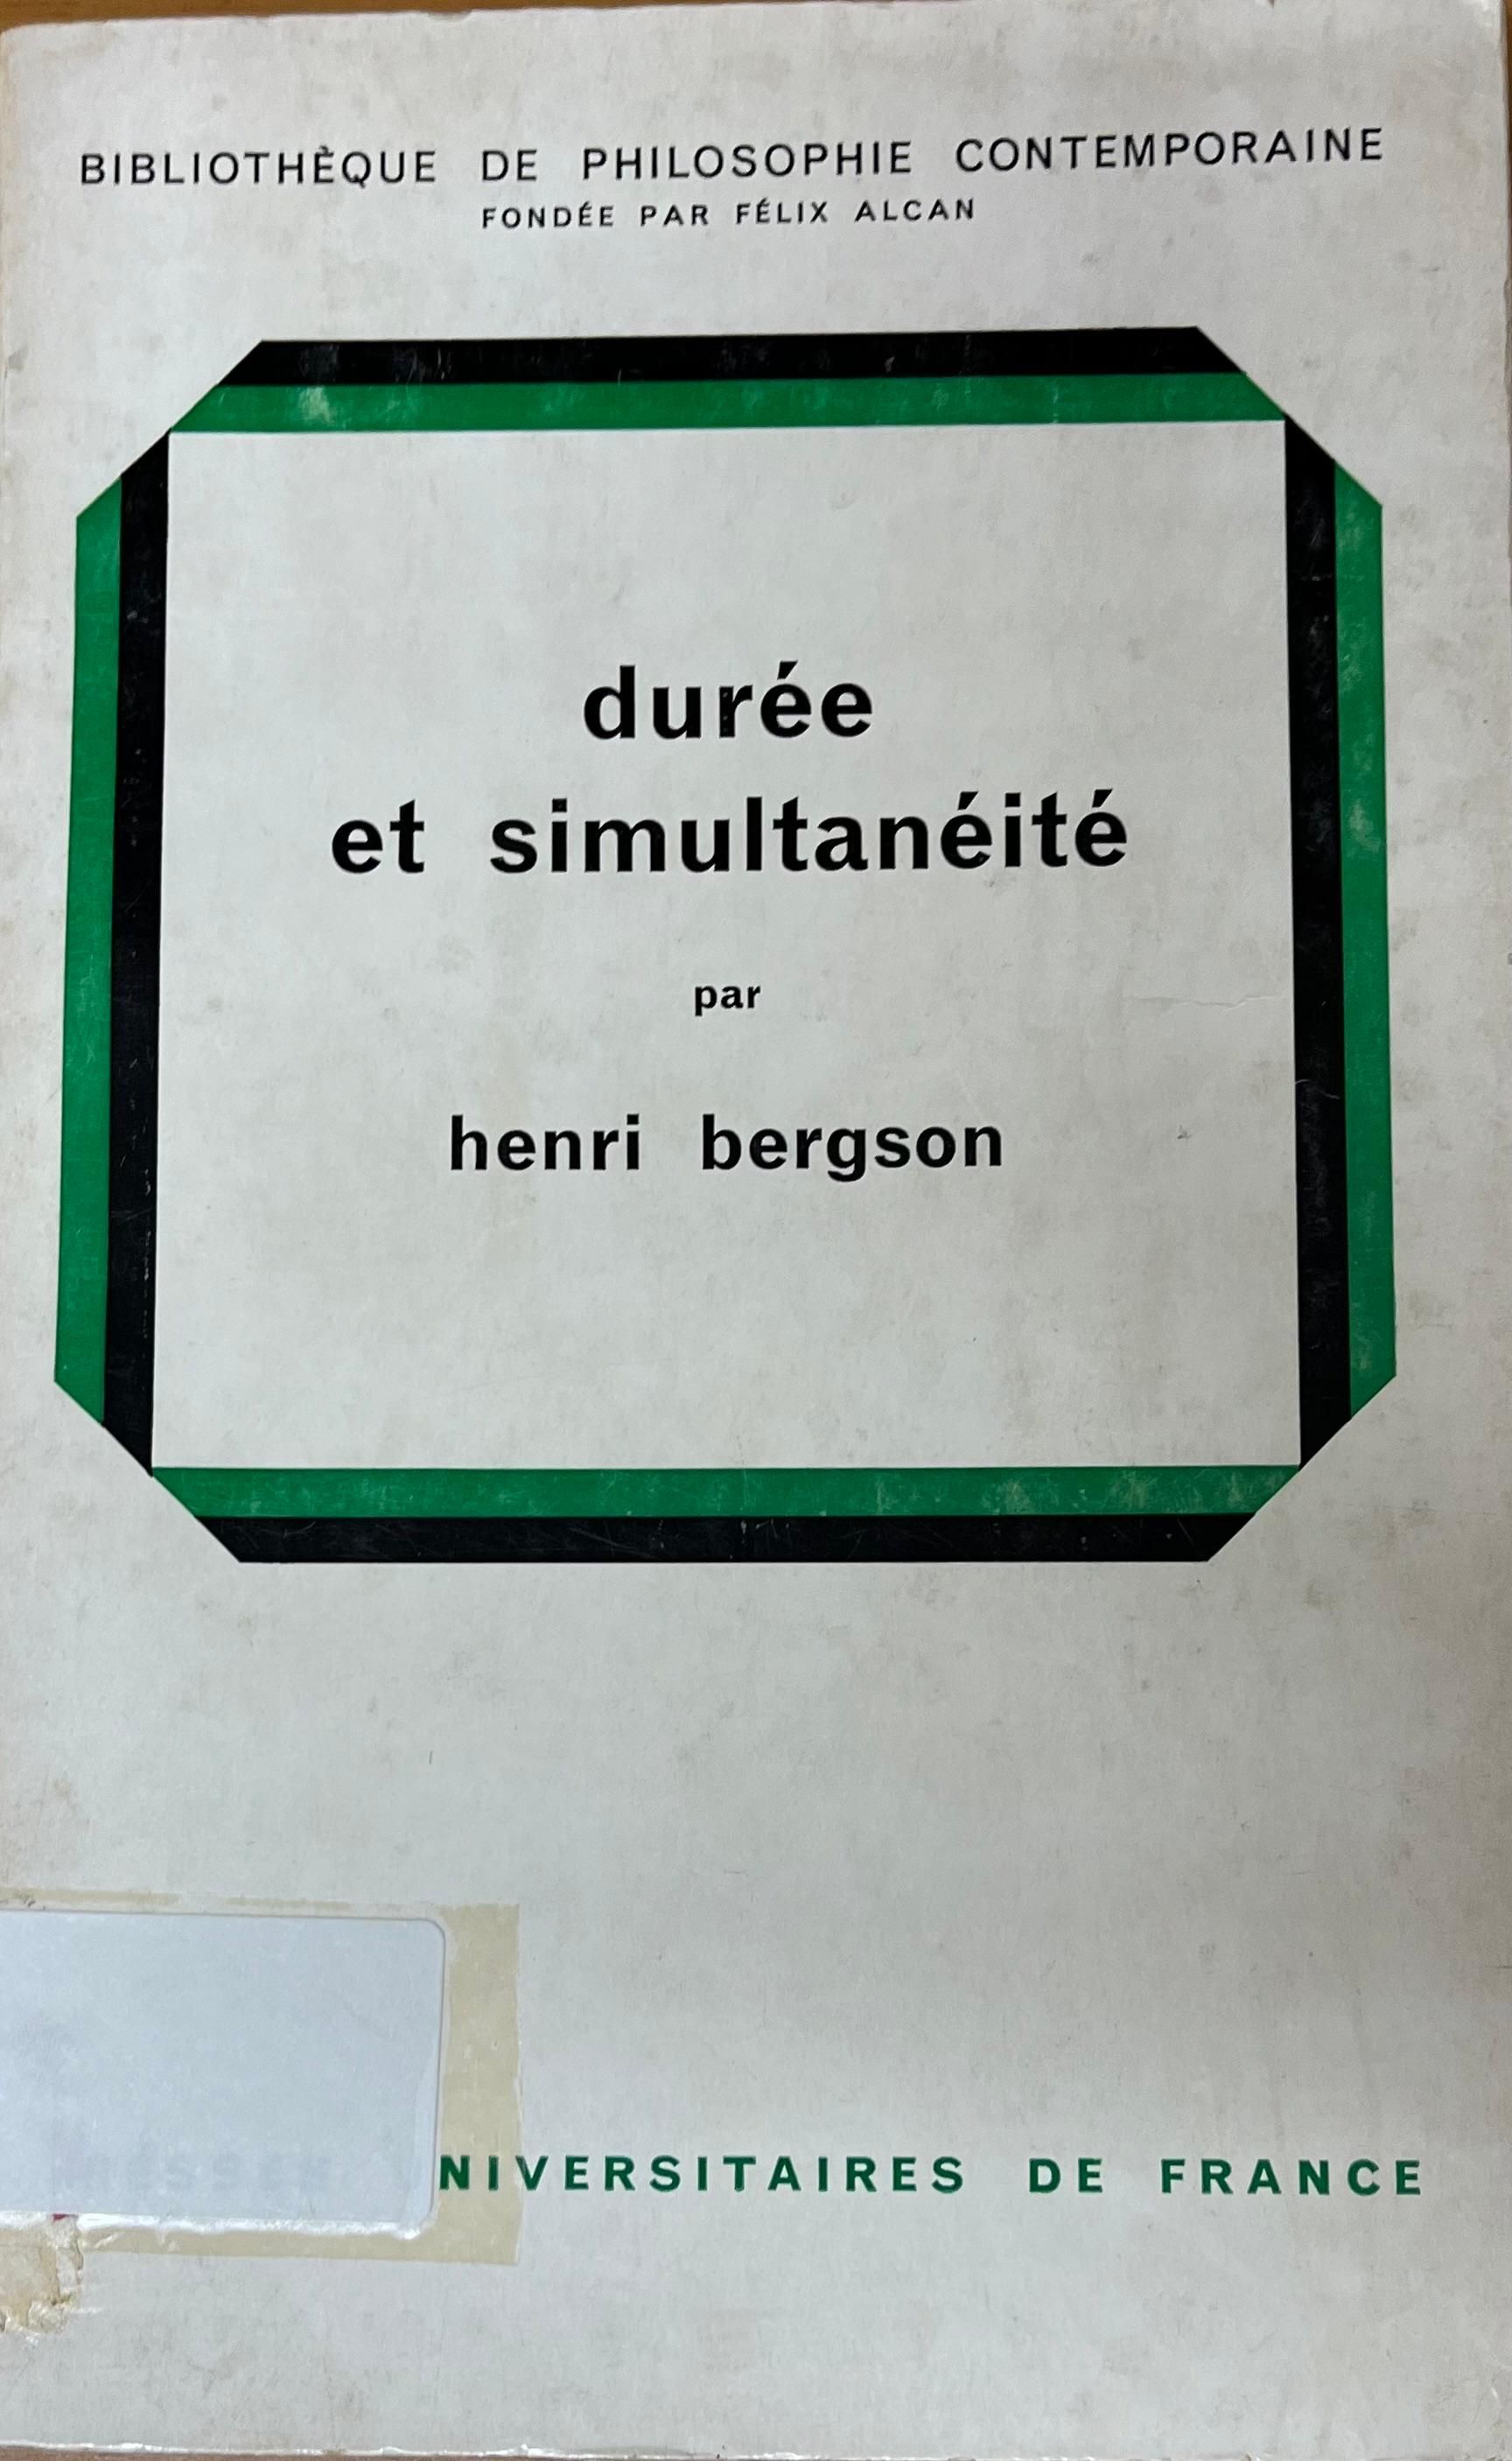 BIBLIOTHÈQUE DE PHILOSOPHIE CONTEMPORAINE
FONDÉE PAR FÉLIX ALCAN
durée
et simultanéité
par
henri bergson
NIVERSITAIRES DE FRANCE